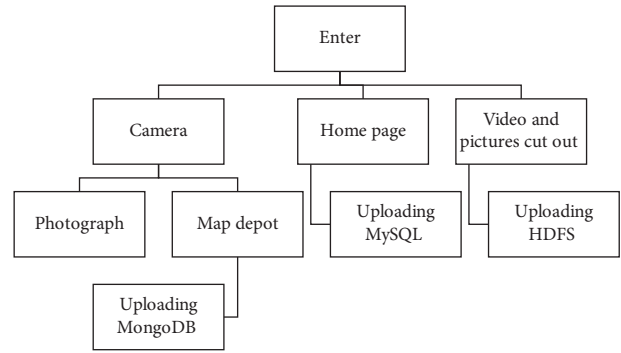 Enter
Camera
Home page
Video and
pictures cut out
Photograph
Map depot
Uploading
MySQL
Uploading
HDFS
Uploading
MongoDB